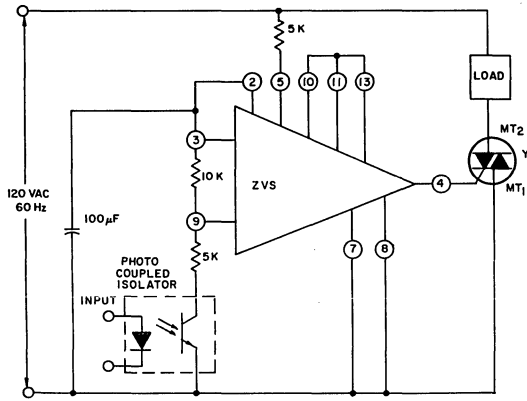 5K
2
5
10
11
13
LOAD
MT2
Y
3
120 VAC
60 Hz
10 K
ZVS
4
MT1
100µF
9
5K
7
8
PHOTO
COUPLED
ISOLATOR
INPUT